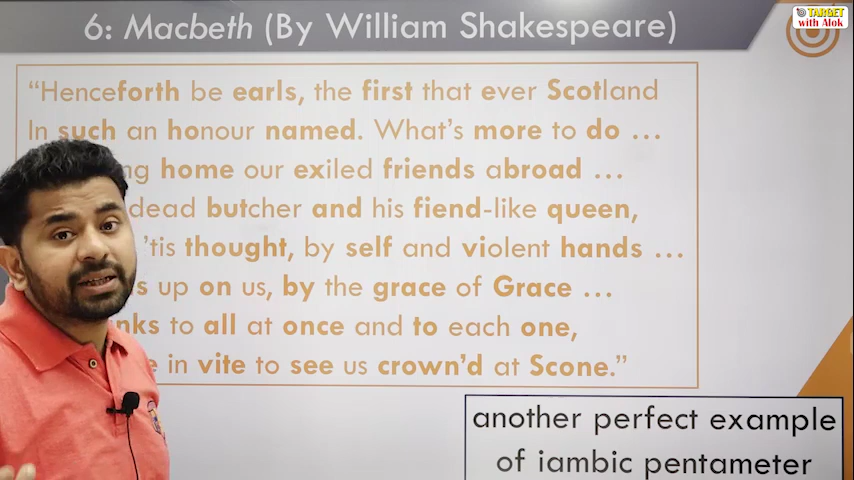 6: Macbeth (By William Shakespeare)
TARGET
with Alok
“Henceforth be earls, the first that ever Scotland
In such an honour named. What’s more to do …
home our exiled friends abroad …
dead butcher and his fiend-like queen,
’tis thought, by self and violent hands …
up on us, by the grace of Grace …
to all at once and to each one,
in vite to see us crown’d at Scone.”
another perfect example
of iambic pentameter